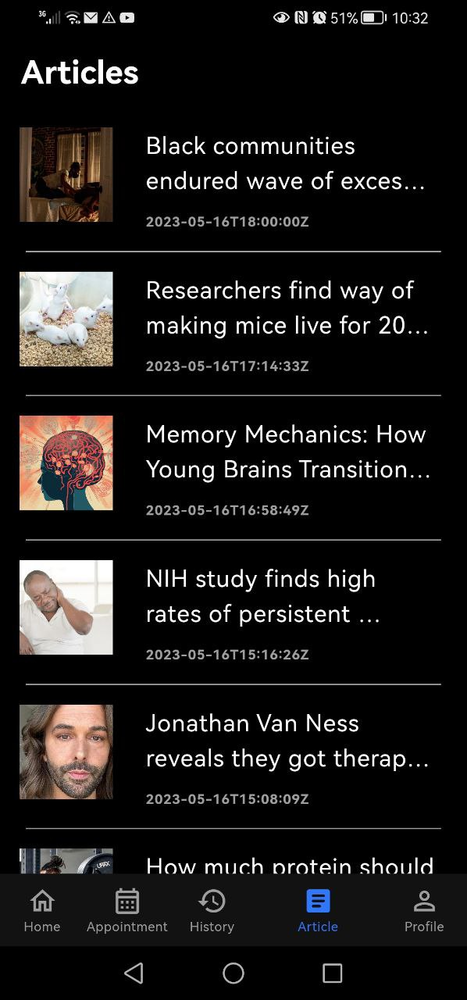 3G 51% 10:32
Articles
Black communities
endured wave of exces...
2023-05-16T18:00:00Z
Researchers find way of
making mice live for 20...
2023-05-16T17:14:33Z
Memory Mechanics: How
Young Brains Transition...
2023-05-16T16:58:49Z
NIH study finds high
rates of persistent ...
2023-05-16T15:16:26Z
Jonathan Van Ness
reveals they got therap...
2023-05-16T15:08:09Z
How much protein should
Home Appointment History Article Profile